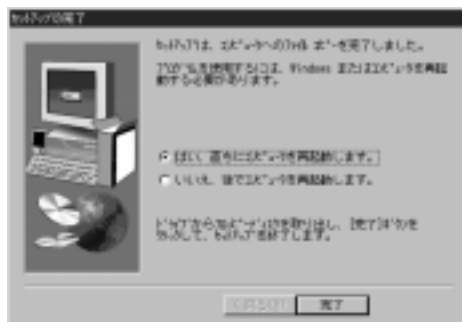 セットアップの完了
セットアップは、コンピュータへのファイル コピーを完了しました。
プログラムを使用するには、Windows またはコンピュータを再起
動する必要があります。
はい、直ちにコンピュータを再起動します。
いいえ、後でコンピュータを再起動します。
ドライブからフロッピーディスクを取り出し、[完了]ボタンを
クリックして、セットアップを終了します。
< 戻る(B)
完了